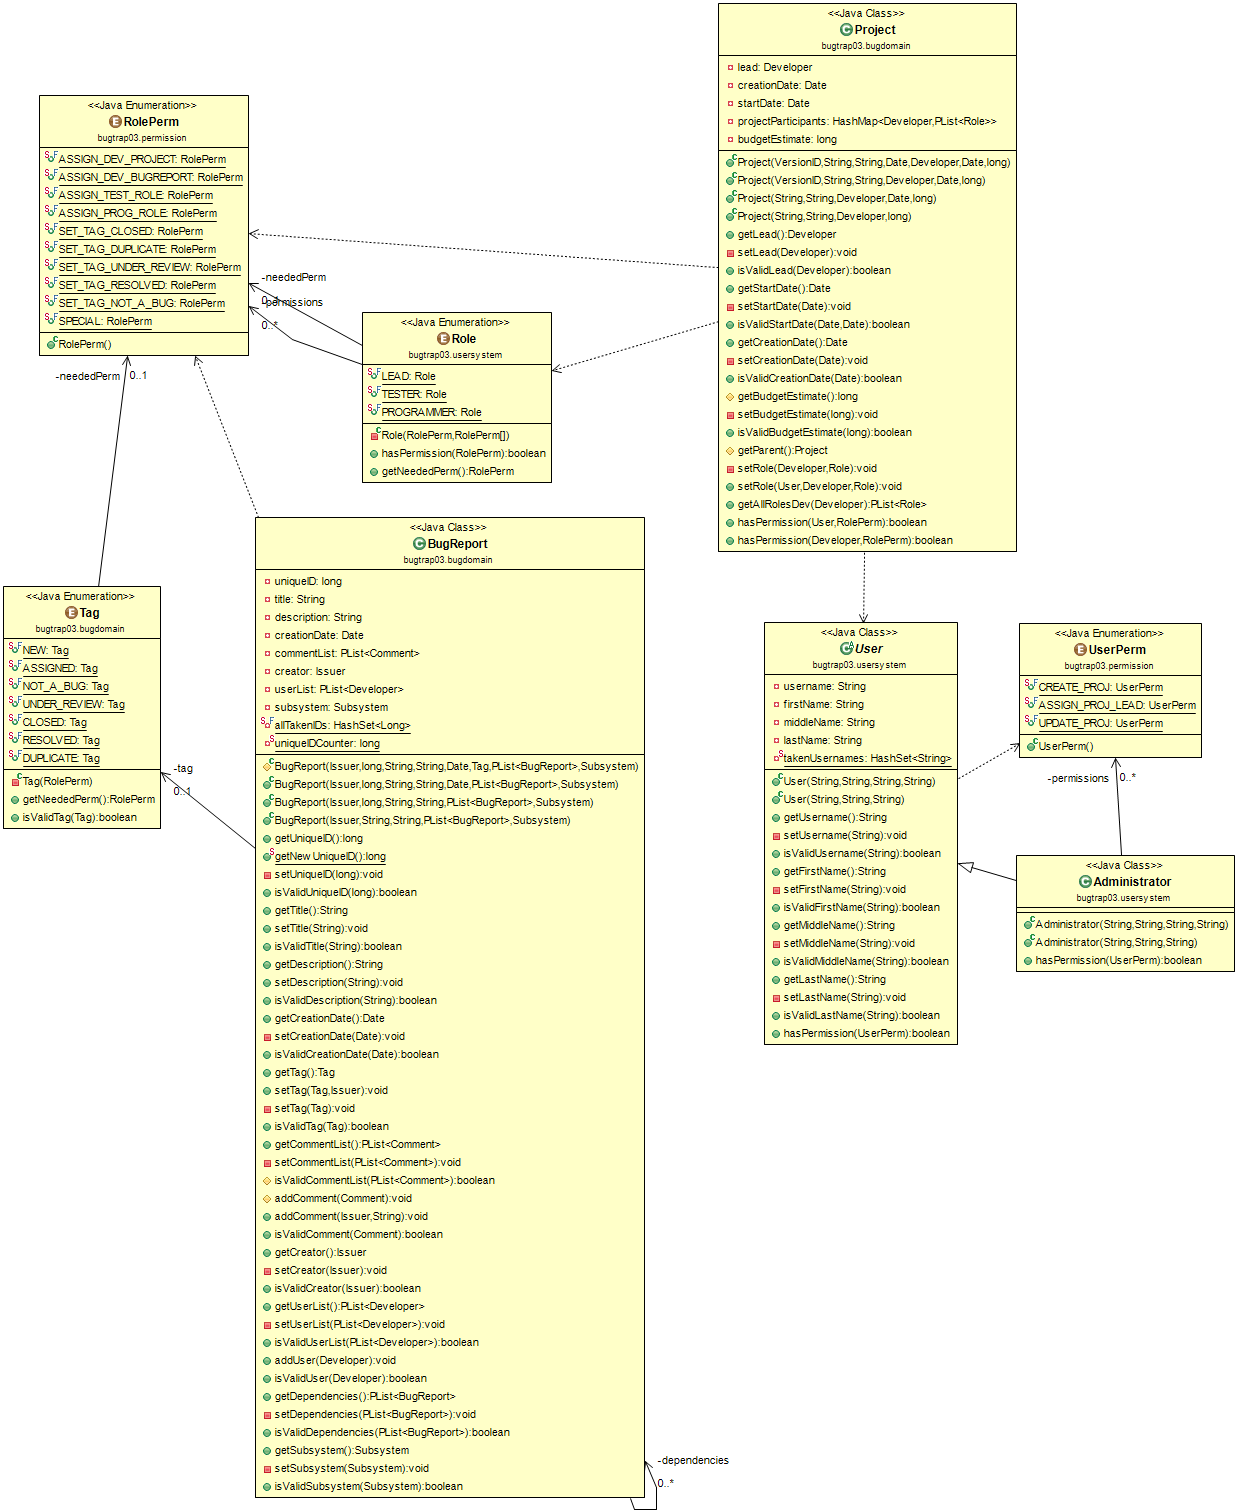 <<Java Class>>
Project
bugtrap03.bugdomain
lead: Developer
creationDate: Date
startDate: Date
projectParticipants: HashMap<Developer,PList<Role>>
budgetEstimate: long
Project(VersionID,String,String,Date,Developer,Date,long)
Project(VersionID,String,String,Developer,Date,long)
Project(String,String,Developer,Date,long)
Project(String,String,Developer,long)
getLead():Developer
setLead(Developer):void
isValidLead(Developer):boolean
getStartDate():Date
setStartDate(Date):void
isValidStartDate(Date,Date):boolean
getCreationDate():Date
setCreationDate(Date):void
isValidCreationDate(Date):boolean
getBudgetEstimate():long
setBudgetEstimate(long):void
isValidBudgetEstimate(long):boolean
getParent():Project
setRole(Developer,Role):void
setRole(User,Developer,Role):void
getAllRolesDev(Developer):PList<Role>
hasPermission(User,RolePerm):boolean
hasPermission(Developer,RolePerm):boolean
<<Java Enumeration>>
RolePerm
bugtrap03.permission
ASSIGN_DEV_PROJECT: RolePerm
ASSIGN_DEV_BUGREPORT: RolePerm
ASSIGN_TEST_ROLE: RolePerm
ASSIGN_PROG_ROLE: RolePerm
SET_TAG_CLOSED: RolePerm
SET_TAG_DUPLICATE: RolePerm
SET_TAG_UNDER_REVIEW: RolePerm
SET_TAG_RESOLVED: RolePerm
SET_TAG_NOT_A_BUG: RolePerm
SPECIAL: RolePerm
RolePerm()
-neededPerm
-permissions
0..*
<<Java Enumeration>>
Role
bugtrap03.usersystem
LEAD: Role
TESTER: Role
PROGRAMMER: Role
Role(RolePerm,RolePerm[])
hasPermission(RolePerm):boolean
getNeededPerm():RolePerm
-neededPerm
0..1
<<Java Enumeration>>
Tag
bugtrap03.bugdomain
NEW: Tag
ASSIGNED: Tag
NOT_A_BUG: Tag
UNDER_REVIEW: Tag
CLOSED: Tag
RESOLVED: Tag
DUPLICATE: Tag
Tag(RolePerm)
getNeededPerm():RolePerm
isValidTag(Tag):boolean
-tag
0..1
<<Java Class>>
BugReport
bugtrap03.bugdomain
uniqueID: long
title: String
description: String
creationDate: Date
commentList: PList<Comment>
creator: Issuer
userList: PList<Developer>
subsystem: Subsystem
allTakenIDs: HashSet<Long>
uniqueIDCounter: long
BugReport(Issuer,long,String,String,Date,Tag,PList<BugReport>,Subsystem)
BugReport(Issuer,long,String,String,Date,PList<BugReport>,Subsystem)
BugReport(Issuer,long,String,String,PList<BugReport>,Subsystem)
BugReport(Issuer,String,String,PList<BugReport>,Subsystem)
getUniqueID():long
getNewUniqueID():long
setUniqueID(long):void
isValidUniqueID(long):boolean
getTitle():String
setTitle(String):void
isValidTitle(String):boolean
getDescription():String
setDescription(String):void
isValidDescription(String):boolean
getCreationDate():Date
setCreationDate(Date):void
isValidCreationDate(Date):boolean
getTag():Tag
setTag(Tag,Issuer):void
setTag(Tag):void
isValidTag(Tag):boolean
getCommentList():PList<Comment>
setCommentList(PList<Comment>):void
isValidCommentList(PList<Comment>):boolean
addComment(Comment):void
addComment(Issuer,String):void
isValidComment(Comment):boolean
getCreator():Issuer
setCreator(Issuer):void
isValidCreator(Issuer):boolean
getUserList():PList<Developer>
setUserList(PList<Developer>):void
isValidUserList(PList<Developer>):boolean
addUser(Developer):void
isValidUser(Developer):boolean
getDependencies():PList<BugReport>
setDependencies(PList<BugReport>):void
isValidDependencies(PList<BugReport>):boolean
getSubsystem():Subsystem
setSubsystem(Subsystem):void
isValidSubsystem(Subsystem):boolean
-dependencies
0..*
<<Java Class>>
User
bugtrap03.usersystem
username: String
firstName: String
middleName: String
lastName: String
takenUsernames: HashSet<String>
User(String,String,String,String)
User(String,String,String)
getUsername():String
setUsername(String):void
isValidUsername(String):boolean
getFirstName():String
setFirstName(String):void
isValidFirstName(String):boolean
getMiddleName():String
setMiddleName(String):void
isValidMiddleName(String):boolean
getLastName():String
setLastName(String):void
isValidLastName(String):boolean
hasPermission(UserPerm):boolean
<<Java Enumeration>>
UserPerm
bugtrap03.permission
CREATE_PROJ: UserPerm
ASSIGN_PROJ_LEAD: UserPerm
UPDATE_PROJ: UserPerm
UserPerm()
-permissions
0..*
<<Java Class>>
Administrator
bugtrap03.usersystem
Administrator(String,String,String,String)
Administrator(String,String,String)
hasPermission(UserPerm):boolean